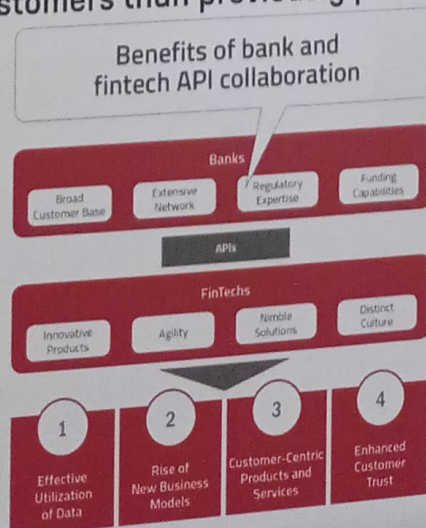 stomers than
Benefits of bank and
fintech API collaboration
Banks
Broad
Customer Base
Extensive
Network
Regulatory
Expertise
Funding
Capabilities
APIs
FinTechs
Innovative
Products
Agility
Nimble
Solutions
Distinct
Culture
1
Effective
Utilization
of Data
2
Rise of
New Business
Models
3
Customer-Centric
Products and
Services
4
Enhanced
Customer
Trust